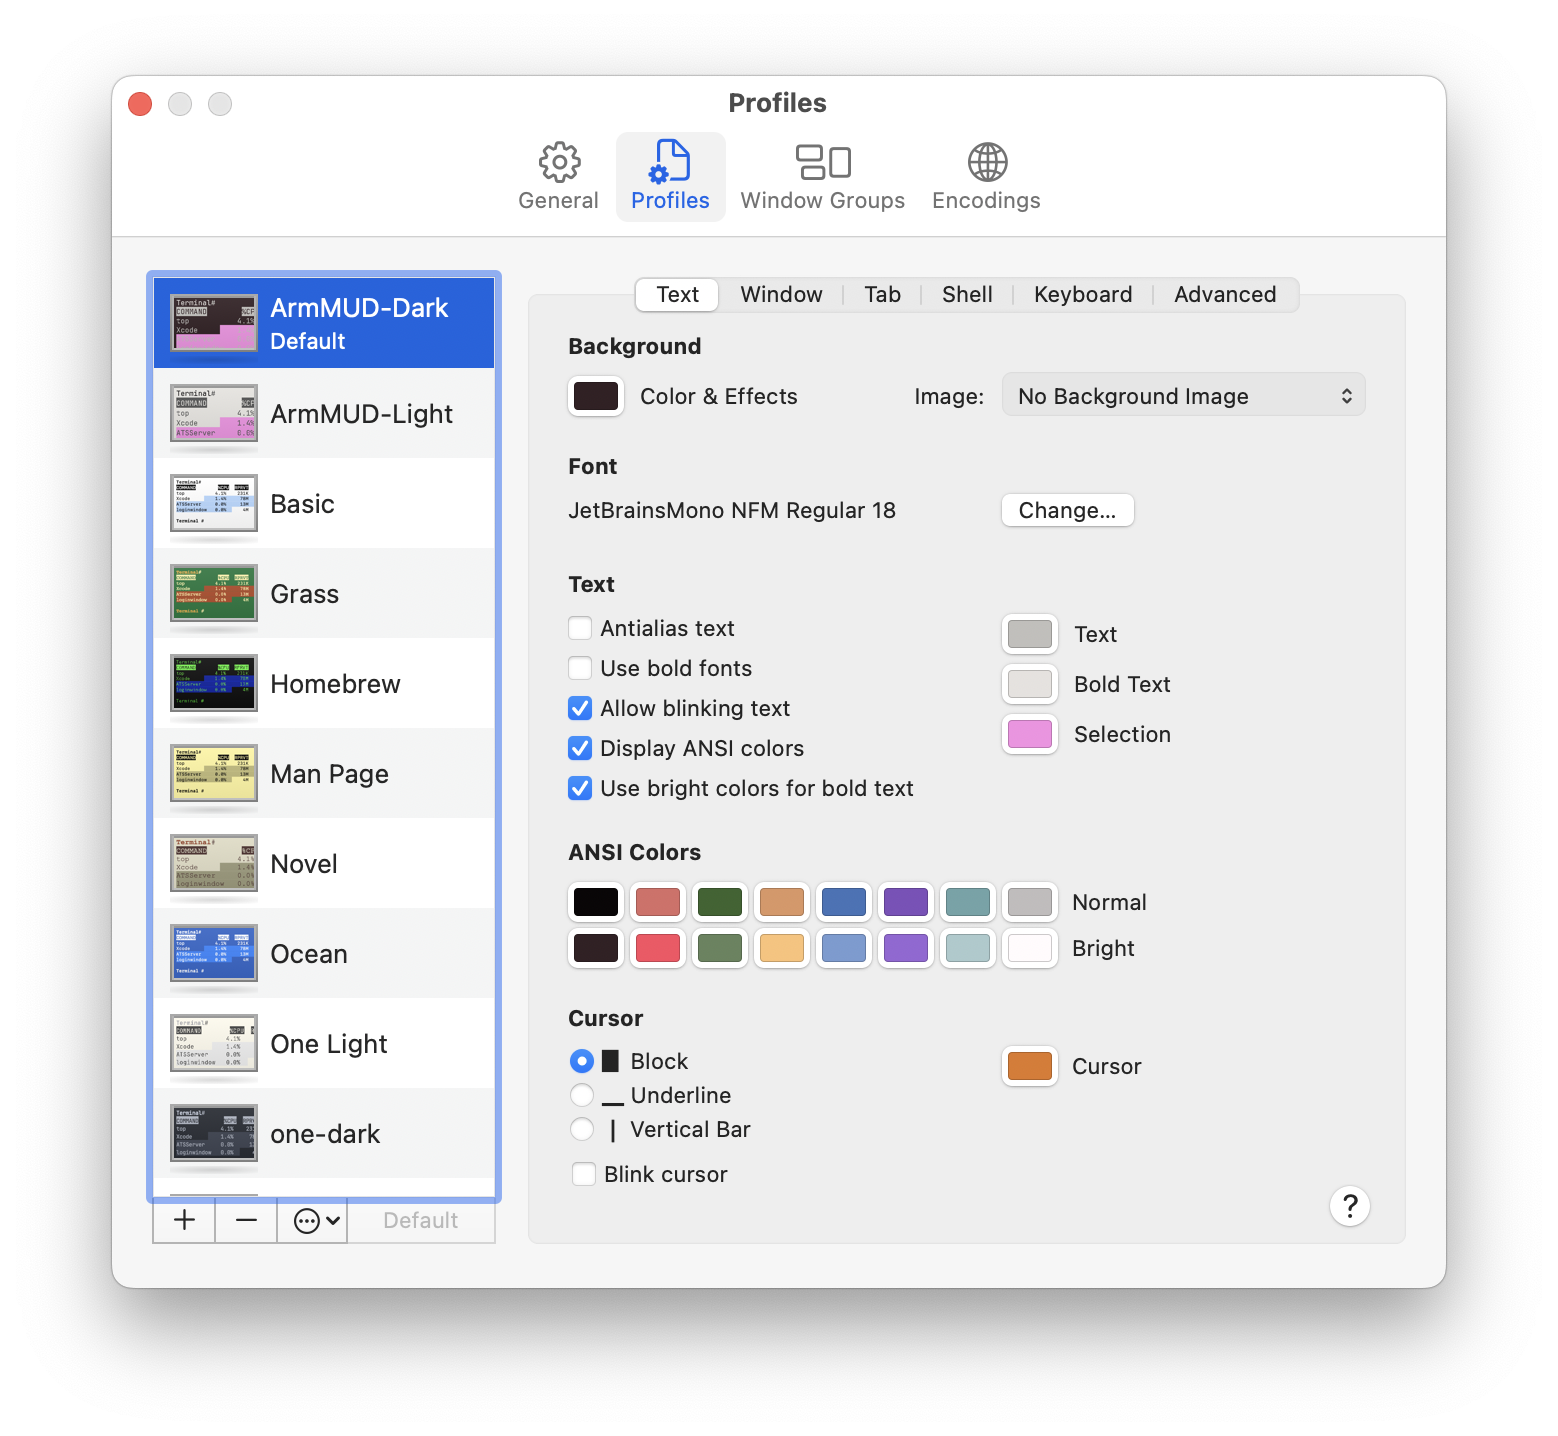 Profiles
General
Profiles
Window Groups
Encodings
ArmMUD-Dark
Default
ArmMUD-Light
Basic
Grass
Homebrew
Man Page
Novel
Ocean
One Light
one-dark
Default
Text
Window
Tab
Shell
Keyboard
Advanced
Background
Color & Effects
Image:
No Background Image
Font
JetBrainsMono NFM Regular 18
Change...
Text
Antialias text
Use bold fonts
Allow blinking text
Display ANSI colors
Use bright colors for bold text
Text
Bold Text
Selection
ANSI Colors
Normal
Bright
Cursor
Block
Underline
Vertical Bar
Blink cursor
Cursor
?